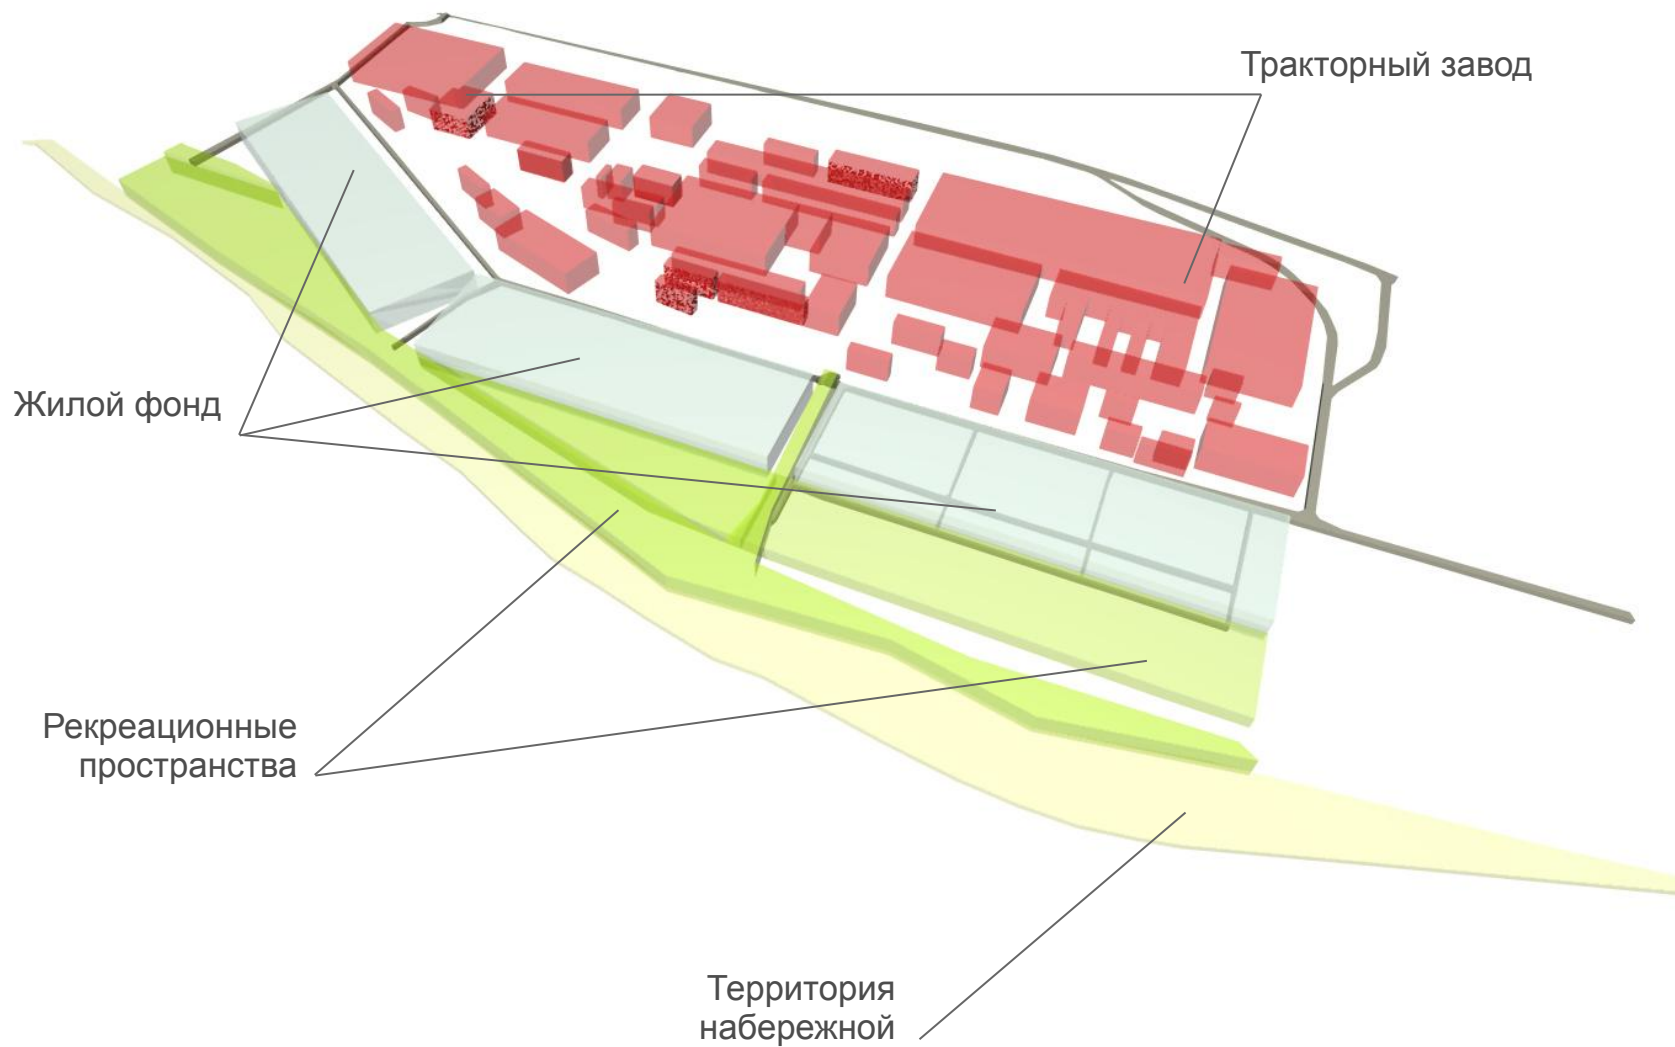 Тракторный завод
Жилой фонд
Рекреационные
пространства
Территория
набережной